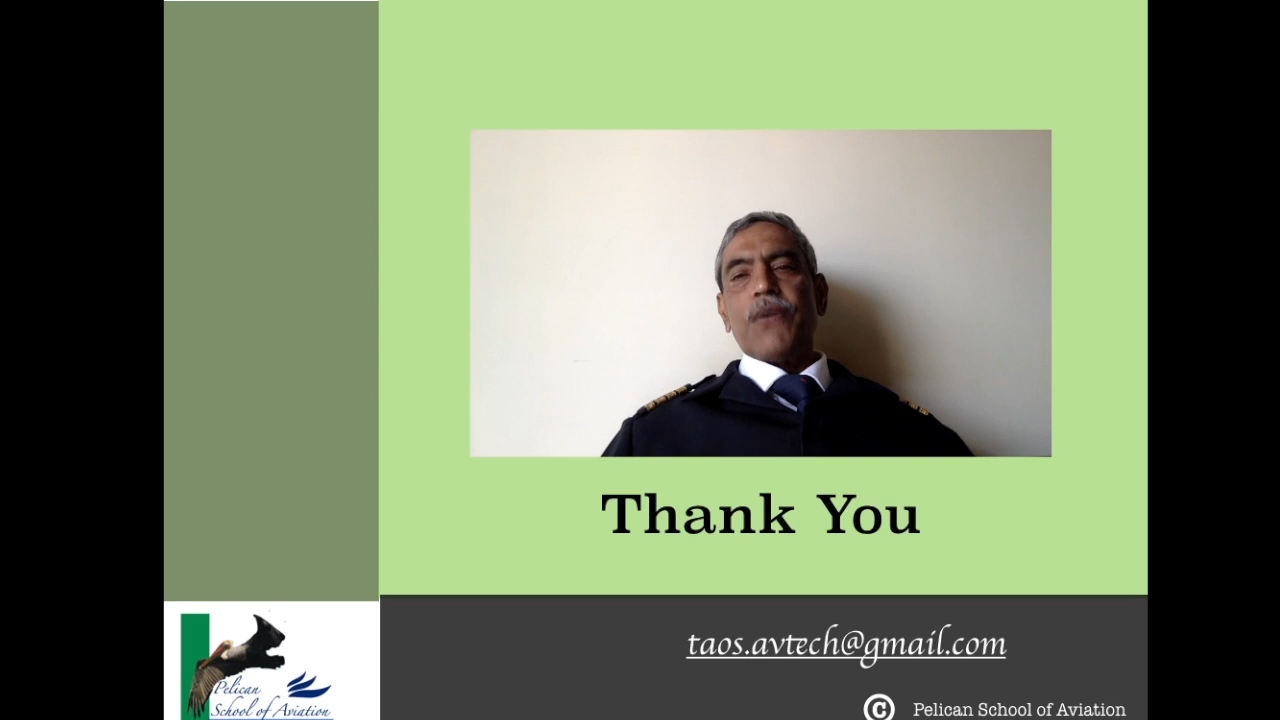 Thank You
taos.avtech@gmail.com
Pelican
School of Aviation
© Pelican School of Aviation